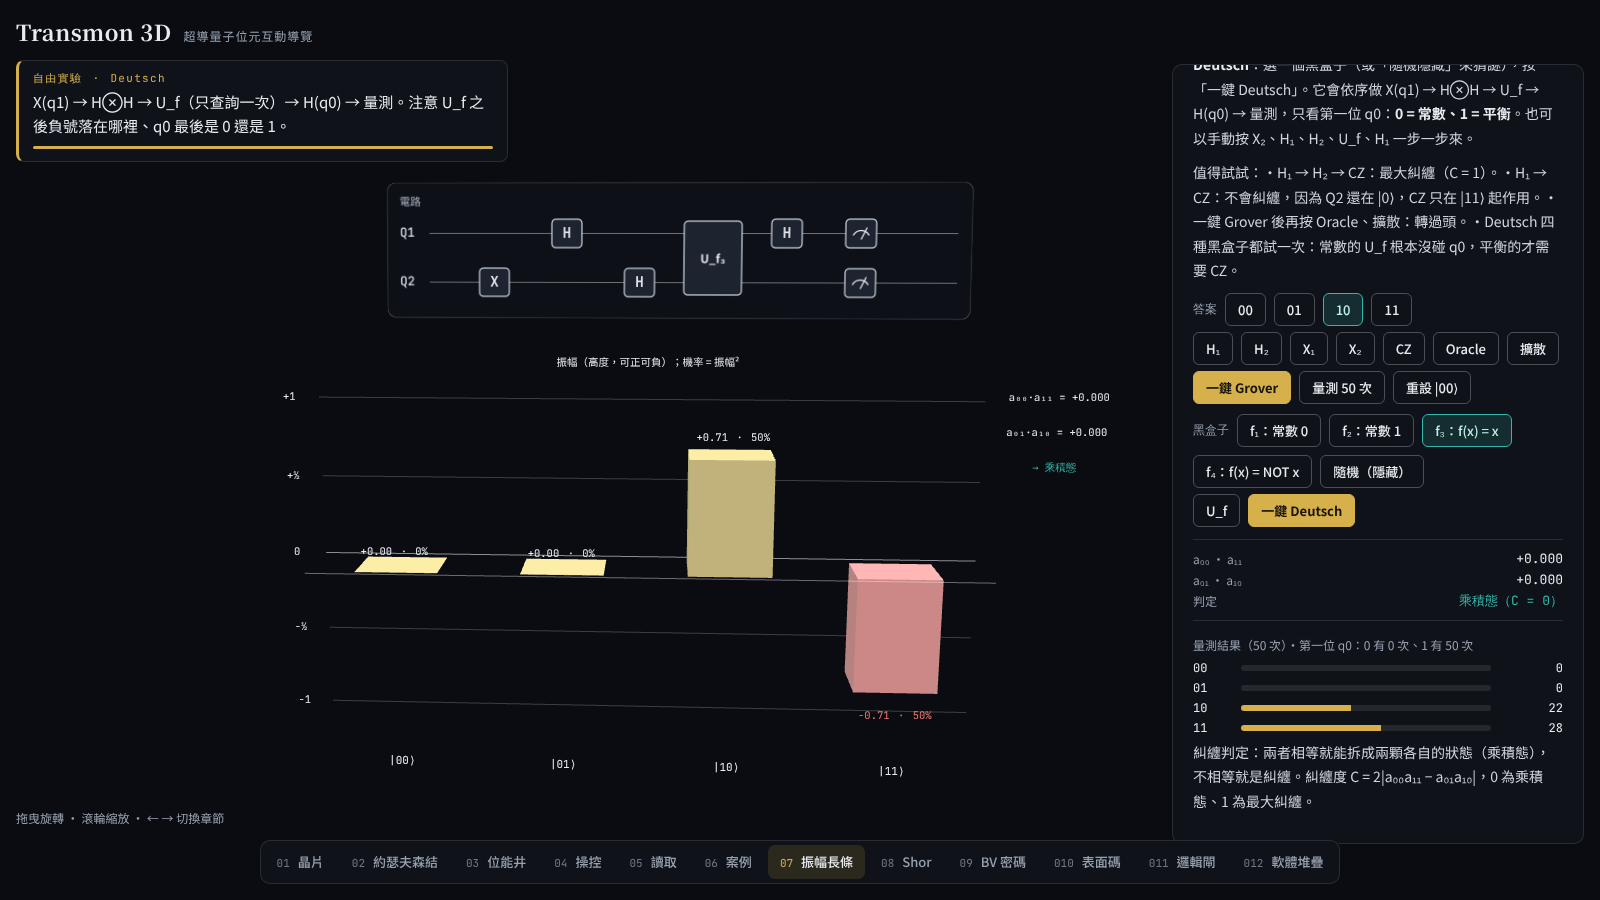 Transmon 3D 超導量子位元互動導覽
自由實驗 · Deutsch
X(q1) → H⊗H → U_f（只查詢一次）→ H(q0) → 量測。注意 U_f 之
後負號落在哪裡、q0 最後是 0 還是 1。
電路
Q1 H H
U_f₃
Q2 X H
振幅（高度，可正可負）；機率 = 振幅²
+1
+½
0
-½
-1
+0.00 · 0%
+0.00 · 0%
+0.71 · 50%
-0.71 · 50%
|00⟩ |01⟩ |10⟩ |11⟩
a₀₀·a₁₁ = +0.000
a₀₁·a₁₀ = +0.000
→ 乘積態
拖曳旋轉 · 滾輪縮放 · ← → 切換章節
Deutsch：選一個黑盒子（或「隨機隱藏」來猜謎），按
「一鍵 Deutsch」。它會依序做 X(q1) → H⊗H → U_f →
H(q0) → 量測，只看第一位 q0：0 = 常數、1 = 平衡。也可
以手動按 X₂、H₁、H₂、U_f、H₁ 一步一步來。
值得試試：・H₁ → H₂ → CZ：最大糾纏（C = 1）。・H₁ →
CZ：不會糾纏，因為 Q2 還在 |0⟩，CZ 只在 |11⟩ 起作用。・
一鍵 Grover 後再按 Oracle、擴散：轉過頭。・Deutsch 四
種黑盒子都試一次：常數的 U_f 根本沒碰 q0，平衡的才需
要 CZ。
答案 00 01 10 11
H₁ H₂ X₁ X₂ CZ Oracle 擴散
一鍵 Grover 量測 50 次 重設 |00⟩
黑盒子 f₁：常數 0 f₂：常數 1 f₃：f(x) = x
f₄：f(x) = NOT x 隨機（隱藏）
U_f 一鍵 Deutsch
a₀₀ · a₁₁ +0.000
a₀₁ · a₁₀ +0.000
判定 乘積態（C = 0）
量測結果（50 次）・第一位 q0：0 有 0 次、1 有 50 次
00 0
01 0
10 22
11 28
糾纏判定：兩者相等就能拆成兩顆各自的狀態（乘積態），
不相等就是糾纏。糾纏度 C = 2|a₀₀a₁₁ − a₀₁a₁₀|，0 為乘積
態、1 為最大糾纏。
01 晶片 02 約瑟夫森結 03 位能井 04 操控 05 讀取 06 案例 07 振幅長條 08 Shor 09 BV 密碼 010 表面碼 011 邏輯閘 012 軟體堆疊